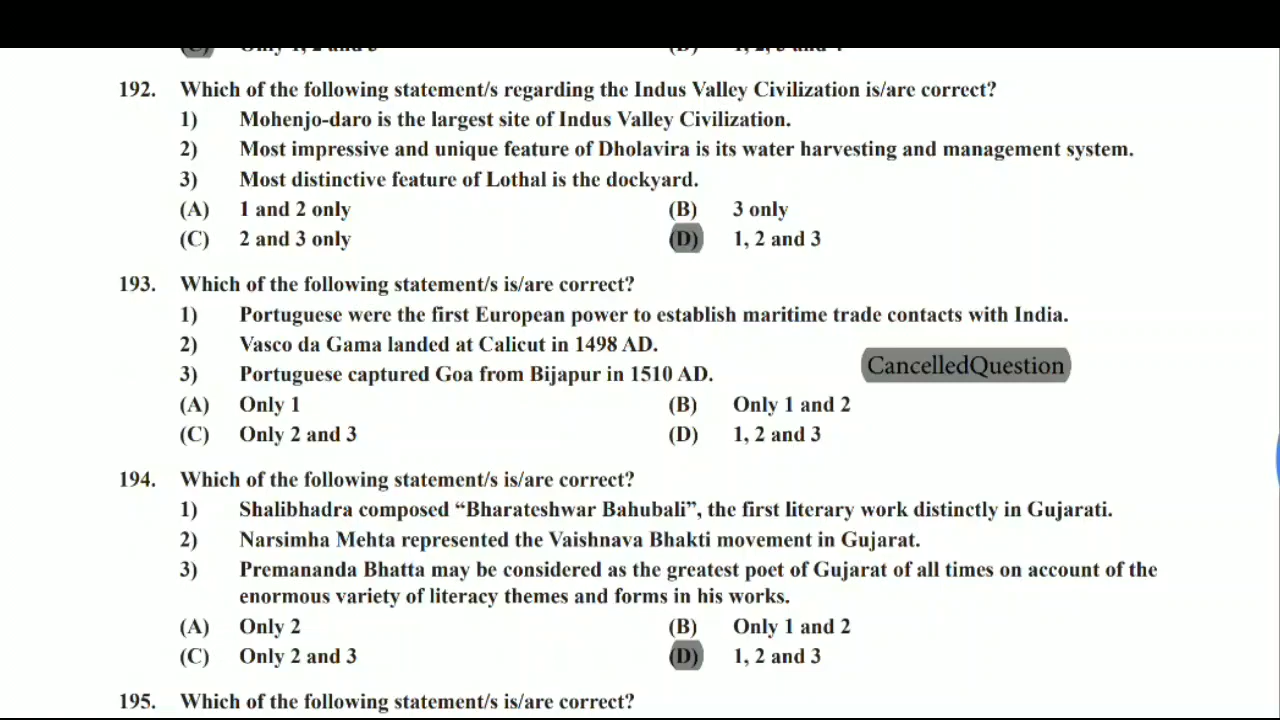 192. Which of the following statement/s regarding the Indus Valley Civilization is/are correct?
1) Mohenjo-daro is the largest site of Indus Valley Civilization.
2) Most impressive and unique feature of Dholavira is its water harvesting and management system.
3) Most distinctive feature of Lothal is the dockyard.
(A) 1 and 2 only (B) 3 only
(C) 2 and 3 only (D) 1, 2 and 3
193. Which of the following statement/s is/are correct?
1) Portuguese were the first European power to establish maritime trade contacts with India.
2) Vasco da Gama landed at Calicut in 1498 AD.
CancelledQuestion
3) Portuguese captured Goa from Bijapur in 1510 AD.
(A) Only 1 (B) Only 1 and 2
(C) Only 2 and 3 (D) 1, 2 and 3
194. Which of the following statement/s is/are correct?
1) Shalibhadra composed “Bharateshwar Bahubali”, the first literary work distinctly in Gujarati.
2) Narsimha Mehta represented the Vaishnava Bhakti movement in Gujarat.
3) Premananda Bhatta may be considered as the greatest poet of Gujarat of all times on account of the
enormous variety of literacy themes and forms in his works.
(A) Only 2 (B) Only 1 and 2
(C) Only 2 and 3 (D) 1, 2 and 3
195. Which of the following statement/s is/are correct?